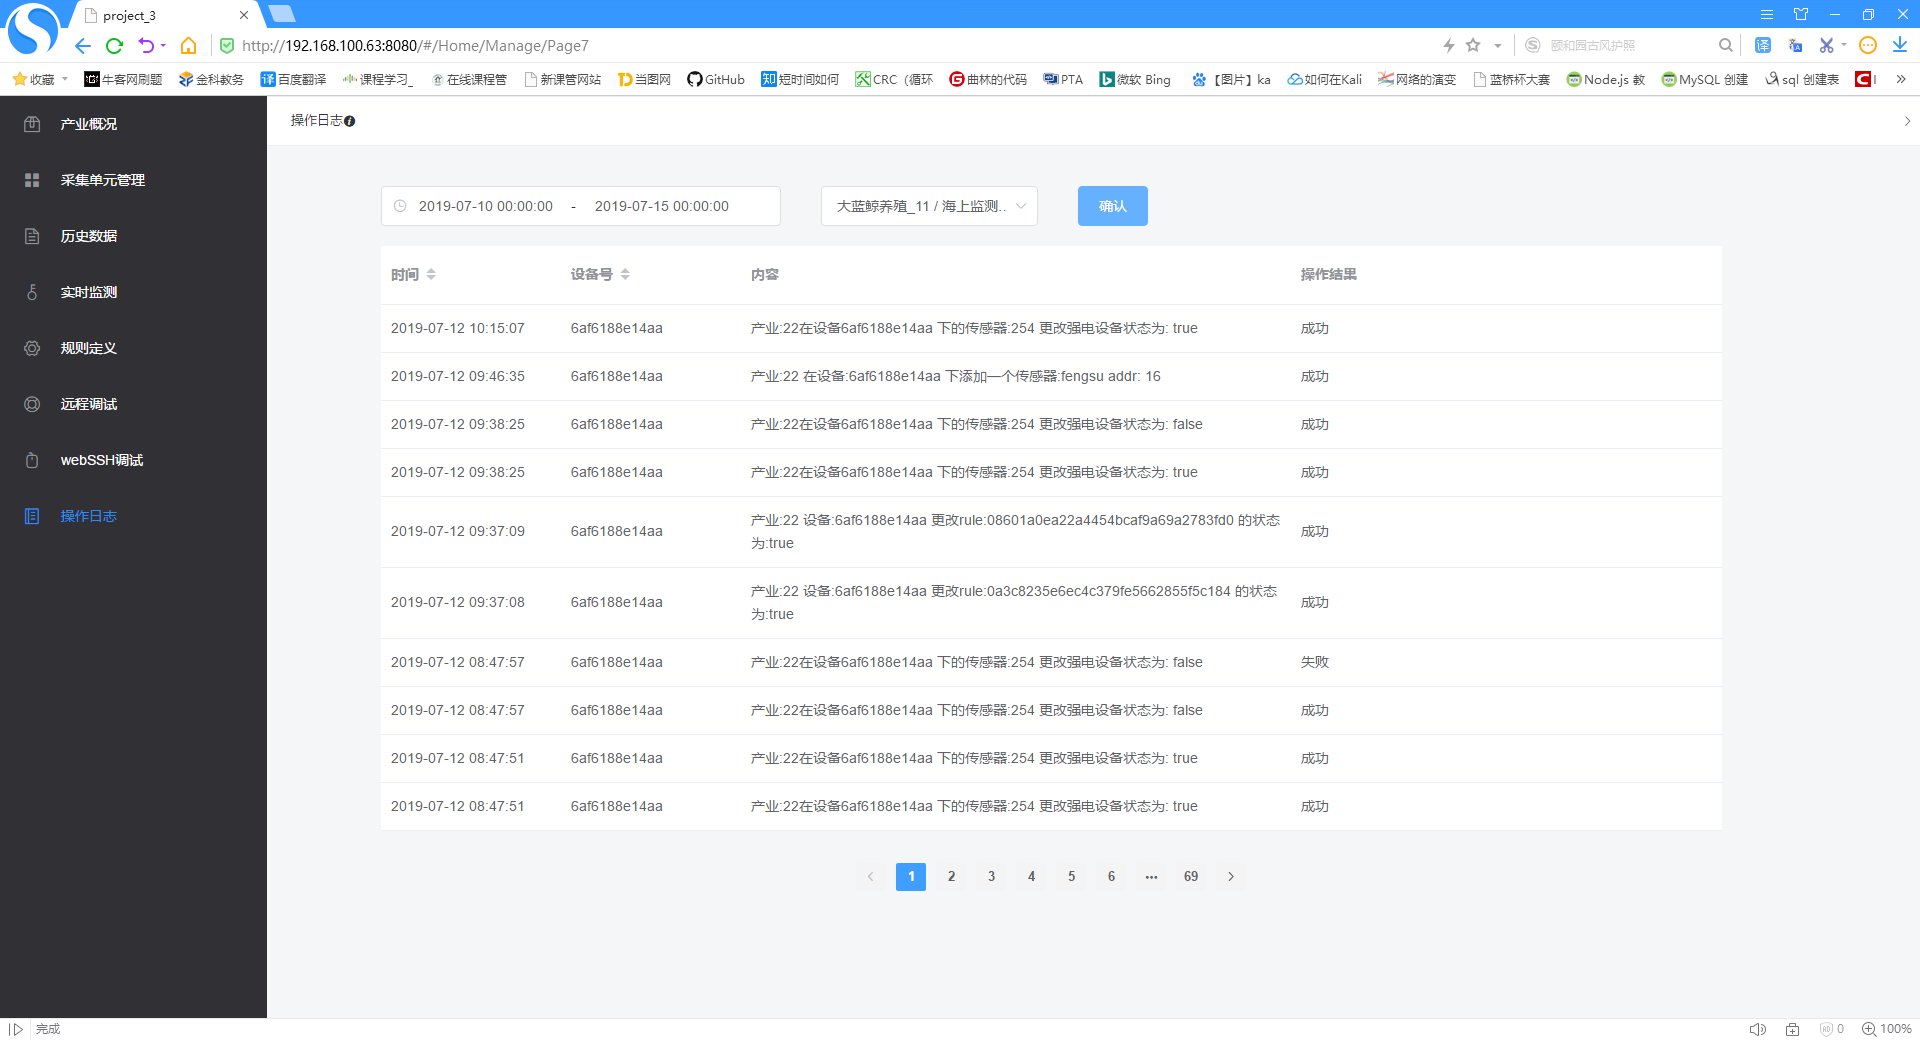 project_3
http://192.168.100.63:8080/#/Home/Manage/Page7
颐和园古风护照
收藏 牛客网刷题 金科教务 百度翻译 课程学习_ 在线课程管 新课管网站 当图网 GitHub 短时间如何 CRC（循环 曲林的代码 PTA 微软 Bing 【图片】ka 如何在Kali 网络的演变 蓝桥杯大赛 Node.js 教 MySQL 创建 sql 创建表
产业概况
采集单元管理
历史数据
实时监测
规则定义
远程调试
webSSH调试
操作日志
操作日志
2019-07-10 00:00:00 - 2019-07-15 00:00:00 大蓝鲸养殖_11 / 海上监测.. 确认
时间 设备号 内容 操作结果
2019-07-12 10:15:07 6af6188e14aa 产业:22在设备6af6188e14aa 下的传感器:254 更改强电设备状态为: true 成功
2019-07-12 09:46:35 6af6188e14aa 产业:22 在设备:6af6188e14aa 下添加一个传感器:fengsu addr: 16 成功
2019-07-12 09:38:25 6af6188e14aa 产业:22在设备6af6188e14aa 下的传感器:254 更改强电设备状态为: false 成功
2019-07-12 09:38:25 6af6188e14aa 产业:22在设备6af6188e14aa 下的传感器:254 更改强电设备状态为: true 成功
2019-07-12 09:37:09 6af6188e14aa 产业:22 设备:6af6188e14aa 更改rule:08601a0ea22a4454bcaf9a69a2783fd0 的状态
为:true 成功
2019-07-12 09:37:08 6af6188e14aa 产业:22 设备:6af6188e14aa 更改rule:0a3c8235e6ec4c379fe5662855f5c184 的状态
为:true 成功
2019-07-12 08:47:57 6af6188e14aa 产业:22在设备6af6188e14aa 下的传感器:254 更改强电设备状态为: false 失败
2019-07-12 08:47:57 6af6188e14aa 产业:22在设备6af6188e14aa 下的传感器:254 更改强电设备状态为: false 成功
2019-07-12 08:47:51 6af6188e14aa 产业:22在设备6af6188e14aa 下的传感器:254 更改强电设备状态为: true 成功
2019-07-12 08:47:51 6af6188e14aa 产业:22在设备6af6188e14aa 下的传感器:254 更改强电设备状态为: true 成功
1 2 3 4 5 6 ••• 69
完成 0 100%